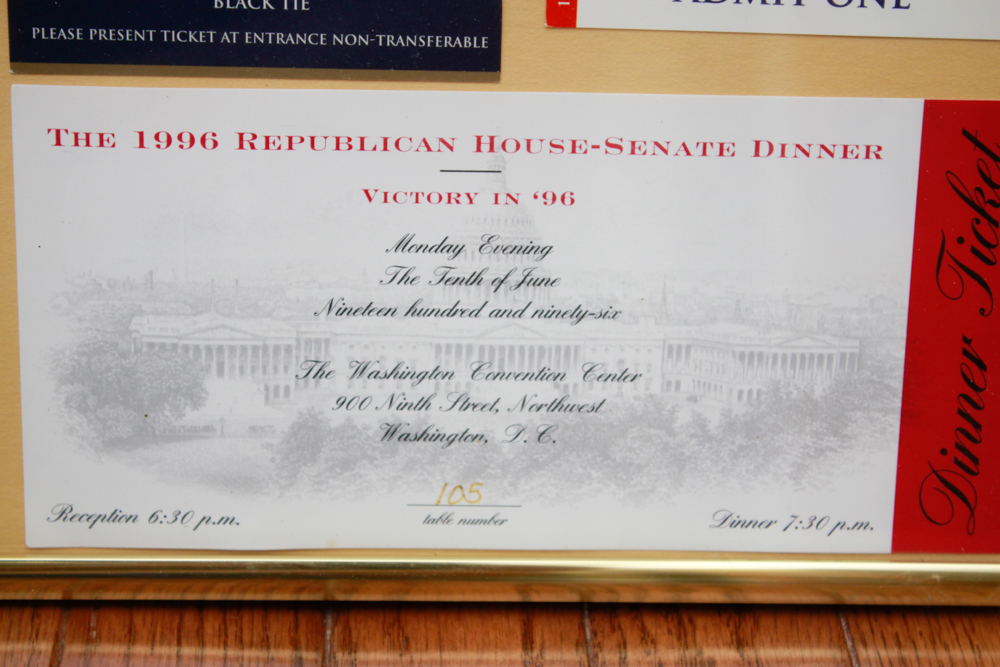 BLACK TIE
PLEASE PRESENT TICKET AT ENTRANCE NON-TRANSFERABLE
ADMIT ONE
THE 1996 REPUBLICAN HOUSE-SENATE DINNER
VICTORY IN ‘96
Monday Evening
The Tenth of June
Nineteen hundred and ninety-six
The Washington Convention Center
900 Ninth Street, Northwest
Washington, D.C.
105
table number
Reception 6:30 p.m.
Dinner 7:30 p.m.
Dinner Ticket